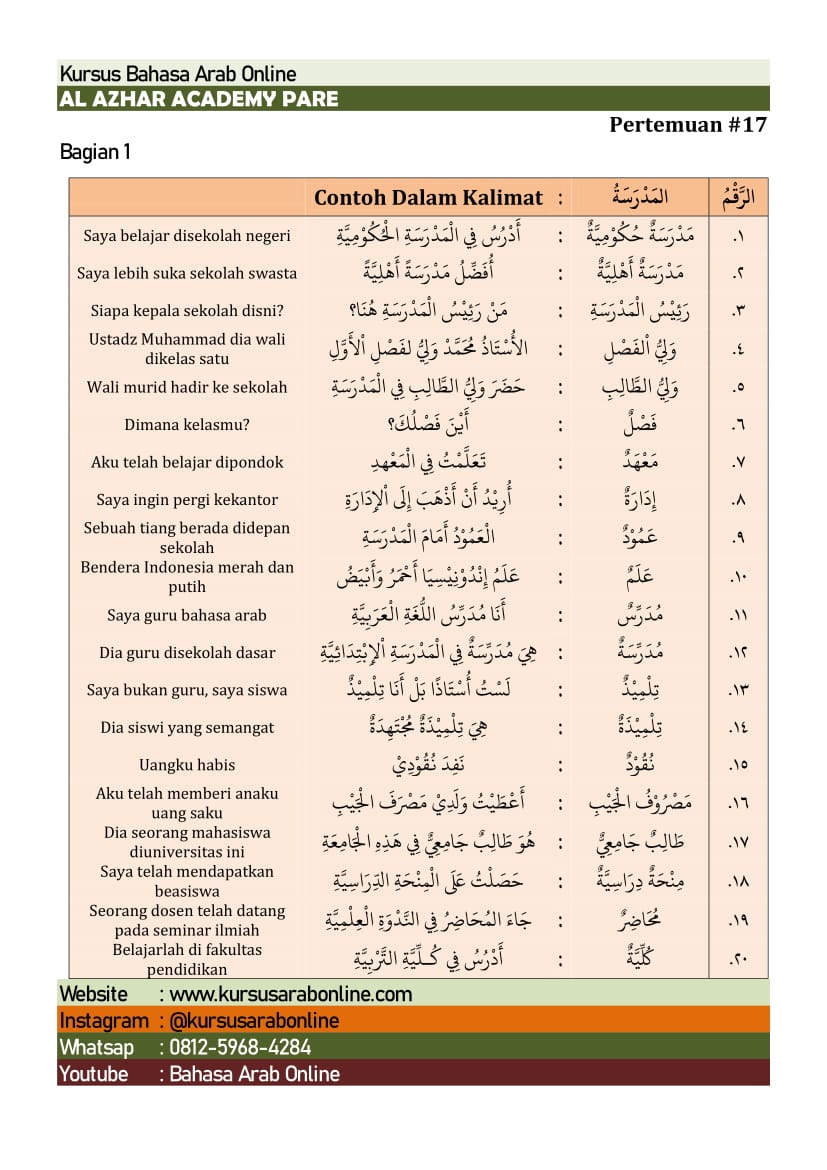 Kursus Bahasa Arab Online
AL AZHAR ACADEMY PARE
Pertemuan #17
Bagian 1
الرَّقْمُ المَدْرَسَةُ : Contoh Dalam Kalimat
١. مَدْرَسَةٌ حُكُوْمِيَّةٌ : أَدْرُسُ فِي الْمَدْرَسَةِ الْحُكُوْمِيَّةِ Saya belajar disekolah negeri
٢. مَدْرَسَةٌ أَهْلِيَّةٌ : أُفَضِّلُ مَدْرَسَةً أَهْلِيَّةً Saya lebih suka sekolah swasta
٣. رَئِيْسُ الْمَدْرَسَةِ : مَنْ رَئِيْسُ الْمَدْرَسَةِ هُنَا؟ Siapa kepala sekolah disni?
٤. وَلِيُّ اْلفَصْلِ : الأُسْتَاذُ مُحَمَّدْ وَلِيُّ لفَصْلِ اْلأَوَّلِ Ustadz Muhammad dia wali
dikelas satu
٥. وَلِيُّ الطَّالِبِ : حَضَرَ وَلِيُّ الطَّالِبِ فِي الْمَدْرَسَةِ Wali murid hadir ke sekolah
٦. فَصْلٌ : أَيْنَ فَصْلُكَ؟ Dimana kelasmu?
٧. مَعْهَدٌ : تَعَلَّمْتُ فِي الْمَعْهَدِ Aku telah belajar dipondok
٨. إِدَارَةٌ : أُرِيْدُ أَنْ أَذْهَبَ إِلَى اْلإِدَارَةِ Saya ingin pergi kekantor
٩. عَمُوْدٌ : الْعَمُوْدُ أَمَامَ الْمَدْرَسَةِ Sebuah tiang berada didepan
sekolah
١٠. عَلَمٌ : عَلَمُ إِنْدُوْنِيْسِيَا أَحْمَرُ وَأَبْيَضُ Bendera Indonesia merah dan
putih
١١. مُدَرِّسٌ : أَنَا مُدَرِّسُ اللُّغَةِ الْعَرَبِيَّةِ Saya guru bahasa arab
١٢. مُدَرِّسَةٌ : هِيَ مُدَرِّسَةٌ فِي الْمَدْرَسَةِ اْلإِبْتِدَائِيَّةِ Dia guru disekolah dasar
١٣. تِلْمِيْذٌ : لَسْتُ أُسْتَاذًا بَلْ أَنَا تِلْمِيْذٌ Saya bukan guru, saya siswa
١٤. تِلْمِيْذَةٌ : هِيَ تِلْمِيْذَةٌ مُجْتَهِدَةٌ Dia siswi yang semangat
١٥. نُقُوْدٌ : نَفِدَ نُقُوْدِيْ Uangku habis
١٦. مَصْرُوْفُ الْجَيْبِ : أَعْطَيْتُ وَلَدِيْ مَصْرَفَ الْجَيْبِ Aku telah memberi anaku
uang saku
١٧. طَالِبٌ جَامِعِيٌّ : هُوَ طَالِبٌ جَامِعِيٌّ فِي هَذِهِ الْجَامِعَةِ Dia seorang mahasiswa
diuniversitas ini
١٨. مِنْحَةٌ دِرَاسِيَّةٌ : حَصَلْتُ عَلَى الْمِنْحَةِ الدِّرَاسِيَّةِ Saya telah mendapatkan
beasiswa
١٩. مُحَاضِرٌ : جَاءَ المُحَاضِرُ فِي النَّدْوَةِ الْعِلْمِيَّةِ Seorang dosen telah datang
pada seminar ilmiah
٢٠. كُلِّيَّةٌ : أَدْرُسُ فِي كُلِّيَّةِ التَّرْبِيَّةِ Belajarlah di fakultas
pendidikan
Website : www.kursusarabonline.com
Instagram : @kursusarabonline
Whatsap : 0812-5968-4284
Youtube : Bahasa Arab Online